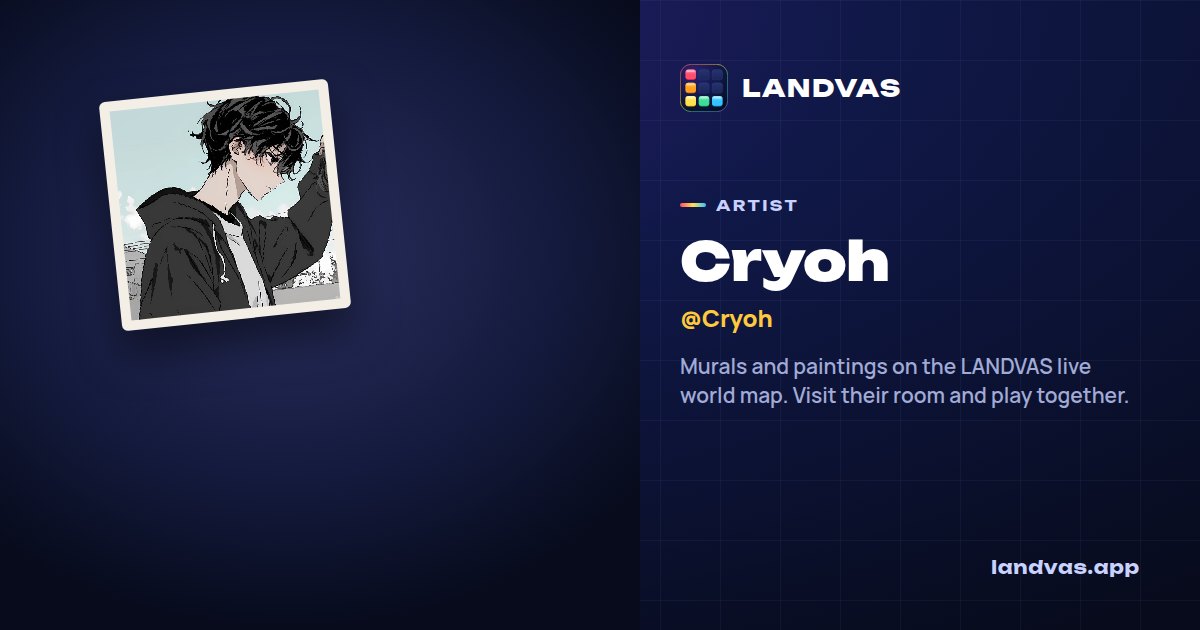 LANDVAS
ARTIST
Cryoh
@Cryoh
Murals and paintings on the LANDVAS live
world map. Visit their room and play together.
landvas.app